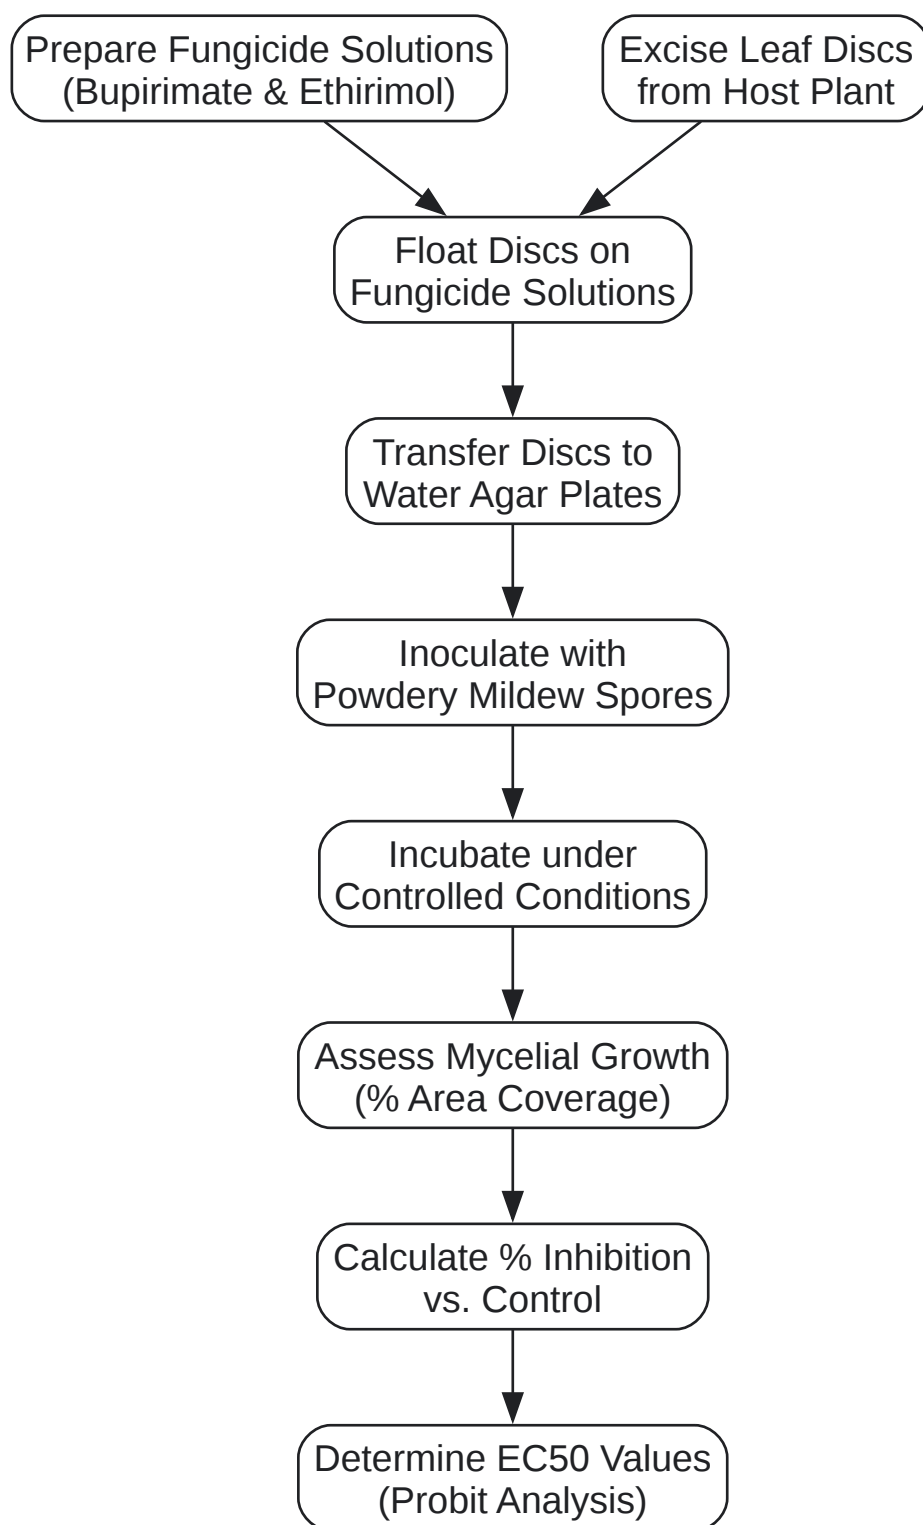 Prepare Fungicide Solutions
(Bupirimate & Ethirimol)
Excise Leaf Discs
from Host Plant
Float Discs on
Fungicide Solutions
Transfer Discs to
Water Agar Plates
Inoculate with
Powdery Mildew Spores
Incubate under
Controlled Conditions
Assess Mycelial Growth
(% Area Coverage)
Calculate % Inhibition
vs. Control
Determine EC50 Values
(Probit Analysis)